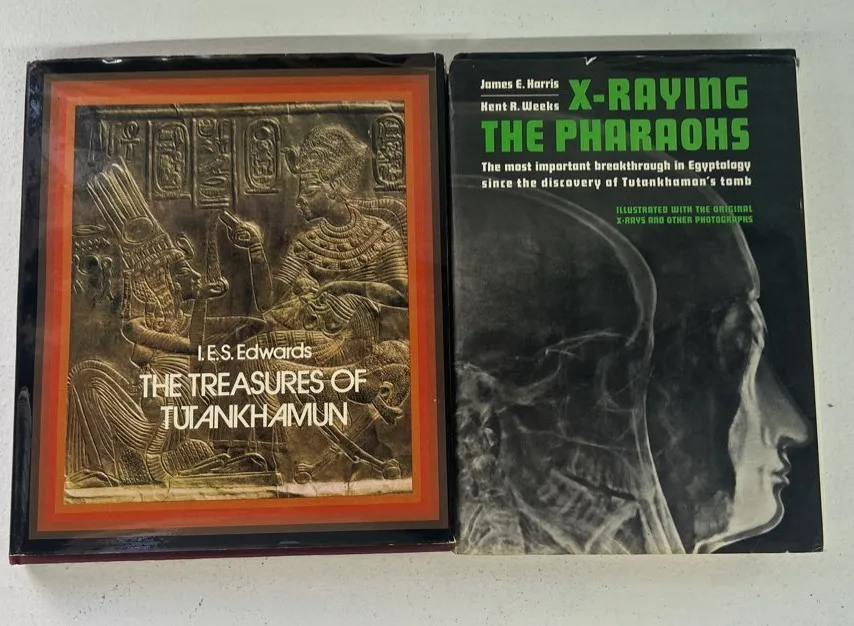 I.E.S. Edwards
THE TREASURES OF
TUTANKHAMUN
James E. Harris
Kent R. Weeks
X-RAYING
THE PHARAOHS
The most important breakthrough in Egyptology
since the discovery of Tutankhamon's tomb
ILLUSTRATED WITH THE ORIGINAL
X-RAYS AND OTHER PHOTOGRAPHS